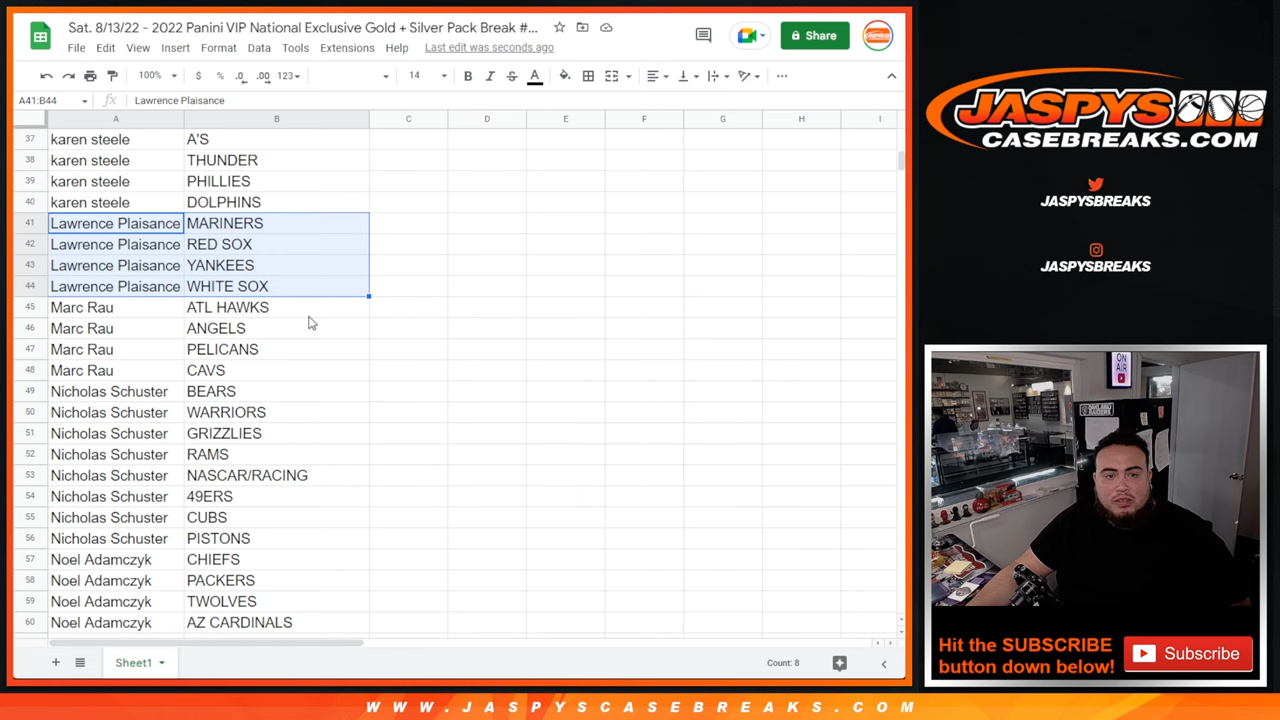 Sat. 8/13/22 - 2022 Panini VIP National Exclusive Gold + Silver Pack Break #...
File Edit View Insert Format Data Tools Extensions Help Last edit was seconds ago
Share
100% $ % .0 .00 123 14 B I S A
A41:B44 fx Lawrence Plaisance
A B C D E F G H I
37 karen steele A'S
38 karen steele THUNDER
39 karen steele PHILLIES
40 karen steele DOLPHINS
41 Lawrence Plaisance MARINERS
42 Lawrence Plaisance RED SOX
43 Lawrence Plaisance YANKEES
44 Lawrence Plaisance WHITE SOX
45 Marc Rau ATL HAWKS
46 Marc Rau ANGELS
47 Marc Rau PELICANS
48 Marc Rau CAVS
49 Nicholas Schuster BEARS
50 Nicholas Schuster WARRIORS
51 Nicholas Schuster GRIZZLIES
52 Nicholas Schuster RAMS
53 Nicholas Schuster NASCAR/RACING
54 Nicholas Schuster 49ERS
55 Nicholas Schuster CUBS
56 Nicholas Schuster PISTONS
57 Noel Adamczyk CHIEFS
58 Noel Adamczyk PACKERS
59 Noel Adamczyk TWOLVES
60 Noel Adamczyk AZ CARDINALS
Sheet1 Count: 8
JASPYS
CASEBREAKS.COM
JASPYSBREAKS
JASPYSBREAKS
ON
AIR
Hit the SUBSCRIBE
button down below!
Subscribe
WWW.JASPYSCASEBREAKS.COM